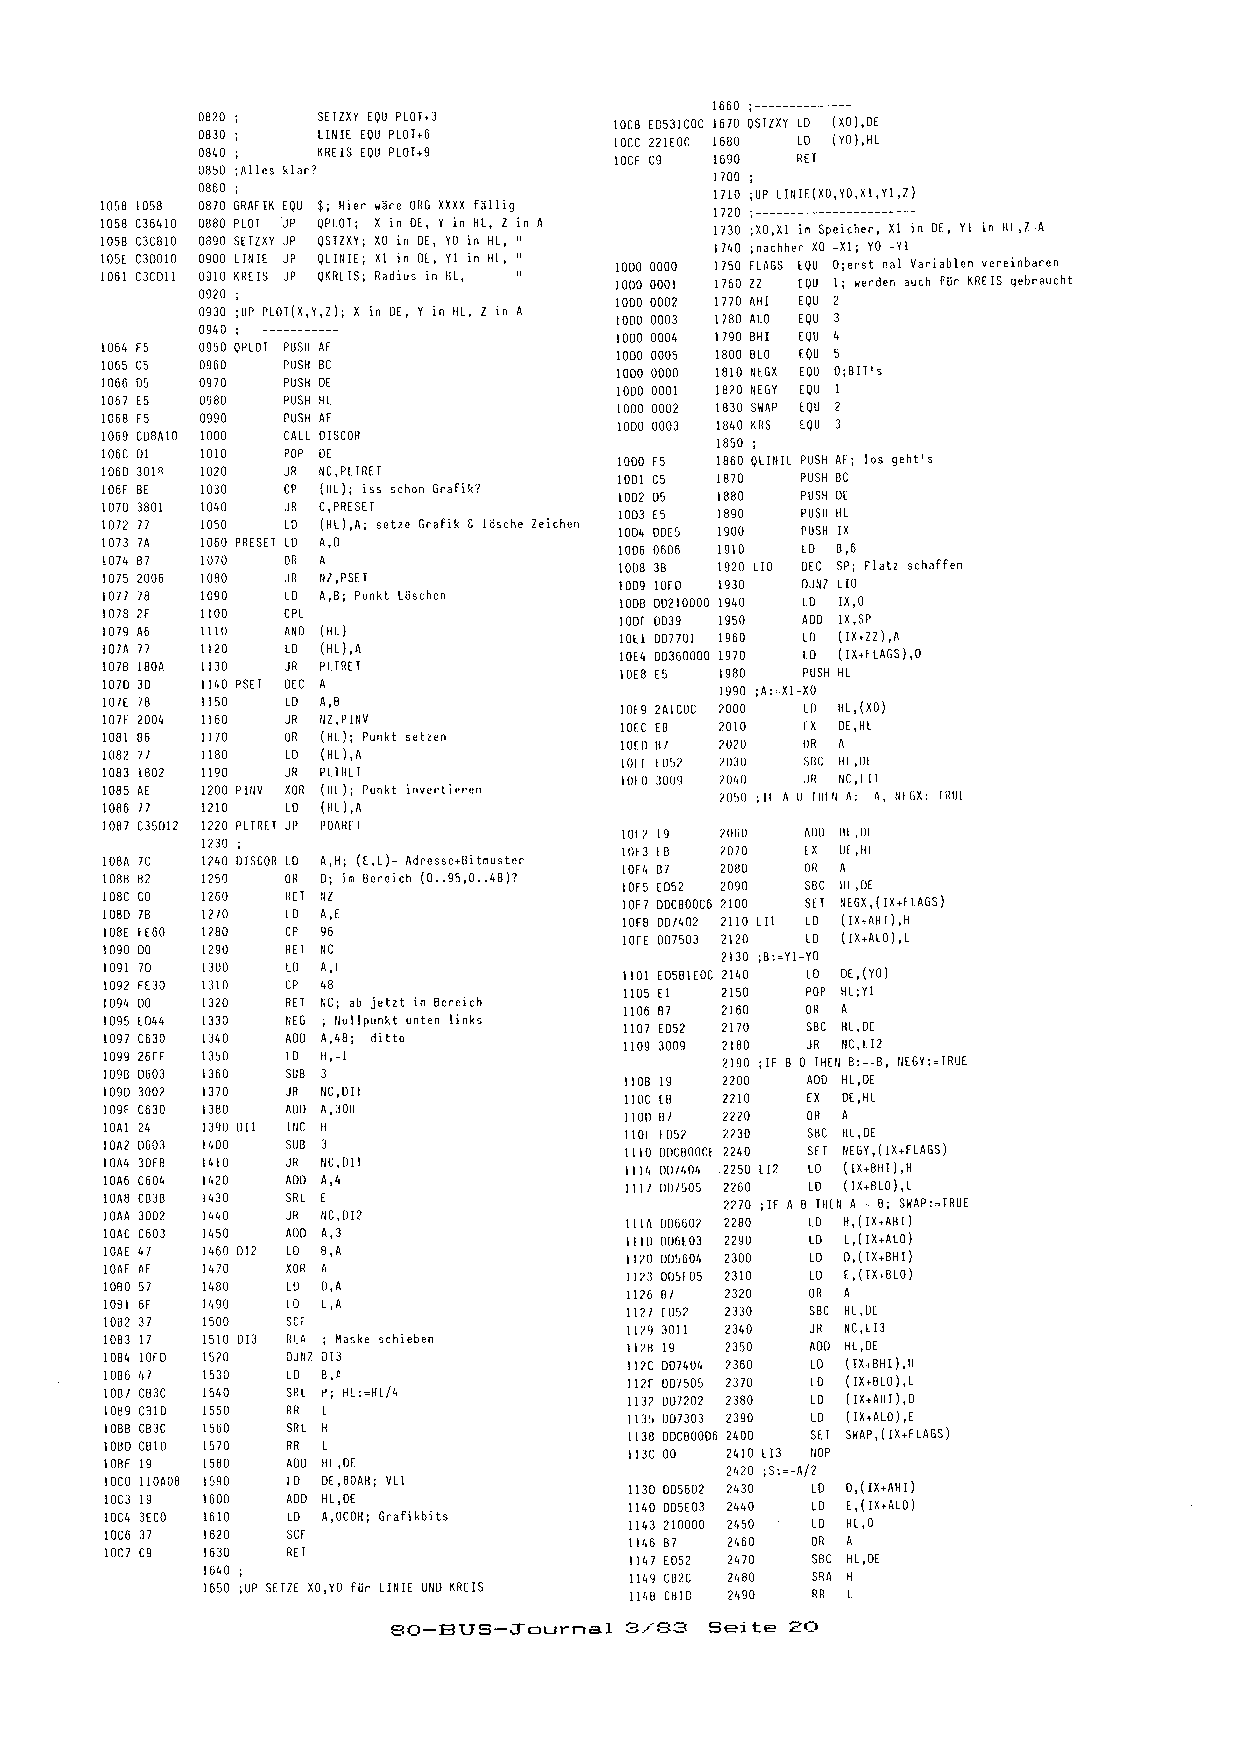 0820 ; SETZXY EQU PLOT+3
0830 ; LINIE EQU PLOT+6
0840 ; KREIS EQU PLOT+9
0850 ;Alles klar?
0860 ;
1058 1058 0870 GRAFIK EQU $; Hier wäre ORG XXXX fällig
1058 C36410 0880 PLOT JP QPLOT; X in DE, Y in HL, Z in A
105B C3C810 0890 SETZXY JP QSTZXY; X0 in DE, Y0 in HL, "
105E C3D010 0900 LINIE JP QLINIE; X1 in DE, Y1 in HL, "
1061 C3CD11 0910 KREIS JP QKREIS; Radius in HL, "
0920 ;
0930 ;UP PLOT(X,Y,Z); X in DE, Y in HL, Z in A
0940 ; -----------
1064 F5 0950 QPLOT PUSH AF
1065 C5 0960 PUSH BC
1066 D5 0970 PUSH DE
1067 E5 0980 PUSH HL
1068 F5 0990 PUSH AF
1069 CD8A10 1000 CALL DISCOR
106C D1 1010 POP DE
106D 3018 1020 JR NC,PLTRET
106F BE 1030 CP (HL); iss schon Grafik?
1070 3801 1040 JR C,PRESET
1072 77 1050 LD (HL),A; setze Grafik & lösche Zeichen
1073 7A 1060 PRESET LD A,D
1074 B7 1070 OR A
1075 2006 1080 JR NZ,PSET
1077 78 1090 LD A,B; Punkt löschen
1078 2F 1100 CPL
1079 A6 1110 AND (HL)
107A 77 1120 LD (HL),A
107B 180A 1130 JR PLTRET
107D 3D 1140 PSET DEC A
107E 78 1150 LD A,B
107F 2004 1160 JR NZ,PINV
1081 B6 1170 OR (HL); Punkt setzen
1082 77 1180 LD (HL),A
1083 1802 1190 JR PLTRET
1085 AE 1200 PINV XOR (HL); Punkt invertieren
1086 77 1210 LD (HL),A
1087 C35D12 1220 PLTRET JP POARET
1230 ;
108A 7C 1240 DISCOR LD A,H; (E,L)- Adresse+Bitmuster
108B B2 1250 OR D; im Bereich (0..95,0..48)?
108C C0 1260 RET NZ
108D 7B 1270 LD A,E
108E FE60 1280 CP 96
1090 D0 1290 RET NC
1091 7D 1300 LD A,L
1092 FE30 1310 CP 48
1094 D0 1320 RET NC; ab jetzt in Bereich
1095 ED44 1330 NEG ; Nullpunkt unten links
1097 C630 1340 ADD A,48; ditto
1099 26FF 1350 LD H,-1
109B D603 1360 SUB 3
109D 3002 1370 JR NC,DI1
109F C630 1380 ADD A,30H
10A1 24 1390 DI1 INC H
10A2 D603 1400 SUB 3
10A4 30FB 1410 JR NC,DI1
10A6 C604 1420 ADD A,4
10A8 CB3B 1430 SRL E
10AA 3002 1440 JR NC,DI2
10AC C603 1450 ADD A,3
10AE 47 1460 DI2 LD B,A
10AF AF 1470 XOR A
10B0 57 1480 LD D,A
10B1 6F 1490 LD L,A
10B2 37 1500 SCF
10B3 17 1510 DI3 RLA ; Maske schieben
10B4 10FD 1520 DJNZ DI3
10B6 47 1530 LD B,A
10B7 CB3C 1540 SRL H; HL:=HL/4
10B9 CB1D 1550 RR L
10BB CB3C 1560 SRL H
10BD CB1D 1570 RR L
10BF 19 1580 ADD HL,DE
10C0 110A08 1590 LD DE,80AH; VL1
10C3 19 1600 ADD HL,DE
10C4 3EC0 1610 LD A,0C0H; Grafikbits
10C6 37 1620 SCF
10C7 C9 1630 RET
1640 ;
1650 ;UP SETZE X0,Y0 für LINIE UND KREIS
1660 ;---------------
10C8 ED531C0C 1670 QSTZXY LD (X0),DE
10CC 221E0C 1680 LD (Y0),HL
10CF C9 1690 RET
1700 ;
1710 ;UP LINIE(X0,Y0,X1,Y1,Z)
1720 ;-----------------------
1730 ;X0,X1 in Speicher, X1 in DE, Y1 in HL,Z-A
1740 ;nachher X0 -X1; Y0 -Y1
10D0 0000 1750 FLAGS EQU 0;erst mal Variablen vereinbaren
10D0 0001 1760 ZZ EQU 1; werden auch für KREIS gebraucht
10D0 0002 1770 AHI EQU 2
10D0 0003 1780 ALO EQU 3
10D0 0004 1790 BHI EQU 4
10D0 0005 1800 BLO EQU 5
10D0 0000 1810 NEGX EQU 0;BIT's
10D0 0001 1820 NEGY EQU 1
10D0 0002 1830 SWAP EQU 2
10D0 0003 1840 KRS EQU 3
1850 ;
10D0 F5 1860 QLINIE PUSH AF; los geht's
10D1 C5 1870 PUSH BC
10D2 D5 1880 PUSH DE
10D3 E5 1890 PUSH HL
10D4 DDE5 1900 PUSH IX
10D6 0606 1910 LD B,6
10D8 3B 1920 LI0 DEC SP; Platz schaffen
10D9 10FD 1930 DJNZ LI0
10DB DD210000 1940 LD IX,0
10DF DD39 1950 ADD IX,SP
10E1 DD7701 1960 LD (IX+ZZ),A
10E4 DD360000 1970 LD (IX+FLAGS),0
10E8 E5 1980 PUSH HL
1990 ;A:=X1-X0
10E9 2A1C0C 2000 LD HL,(X0)
10EC EB 2010 EX DE,HL
10ED B7 2020 OR A
10EE ED52 2030 SBC HL,DE
10F0 3009 2040 JR NC,LI1
2050 ;IF A 0 THEN A: A, NEGX: TRUE
10F2 19 2060 ADD HL,DE
10F3 EB 2070 EX DE,HL
10F4 B7 2080 OR A
10F5 ED52 2090 SBC HL,DE
10F7 DDCB00C6 2100 SET NEGX,(IX+FLAGS)
10FB DD7402 2110 LI1 LD (IX+AHI),H
10FE DD7503 2120 LD (IX+ALO),L
2130 ;B:=Y1-Y0
1101 ED5B1E0C 2140 LD DE,(Y0)
1105 E1 2150 POP HL;Y1
1106 B7 2160 OR A
1107 ED52 2170 SBC HL,DE
1109 3009 2180 JR NC,LI2
2190 ;IF B 0 THEN B:=-B, NEGY:=TRUE
110B 19 2200 ADD HL,DE
110C EB 2210 EX DE,HL
110D B7 2220 OR A
110E ED52 2230 SBC HL,DE
1110 DDCB00CE 2240 SET NEGY,(IX+FLAGS)
1114 DD7404 2250 LI2 LD (IX+BHI),H
1117 DD7505 2260 LD (IX+BLO),L
2270 ;IF A B THEN A - B; SWAP:=TRUE
111A DD6602 2280 LD H,(IX+AHI)
111D DD6E03 2290 LD L,(IX+ALO)
1120 DD5604 2300 LD D,(IX+BHI)
1123 DD5E05 2310 LD E,(IX+BLO)
1126 B7 2320 OR A
1127 ED52 2330 SBC HL,DE
1129 3011 2340 JR NC,LI3
112B 19 2350 ADD HL,DE
112C DD7404 2360 LD (IX+BHI),H
112F DD7505 2370 LD (IX+BLO),L
1132 DD7202 2380 LD (IX+AHI),D
1135 DD7303 2390 LD (IX+ALO),E
1138 DDCB00D6 2400 SET SWAP,(IX+FLAGS)
113C 00 2410 LI3 NOP
2420 ;S:=-A/2
113D DD5602 2430 LD D,(IX+AHI)
1140 DD5E03 2440 LD E,(IX+ALO)
1143 210000 2450 LD HL,0
1146 B7 2460 OR A
1147 ED52 2470 SBC HL,DE
1149 CB2C 2480 SRA H
114B CB1D 2490 RR L
80-BUS-Journal 3/83 Seite 20